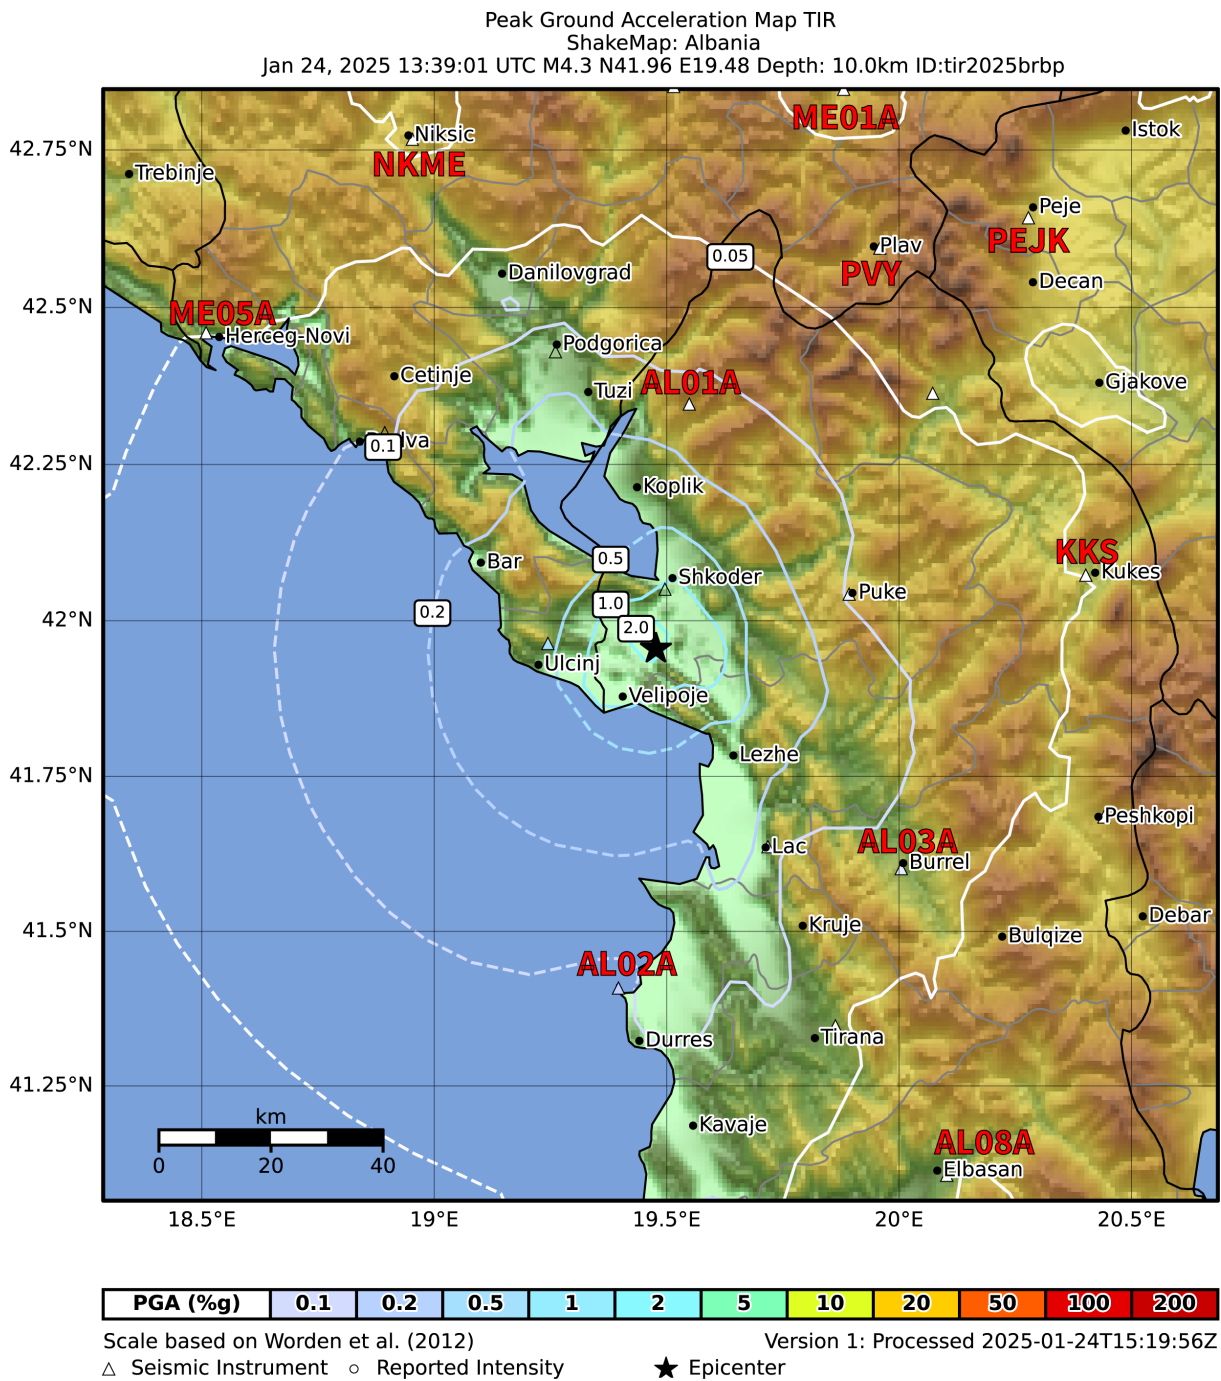 Peak Ground Acceleration Map TIR
ShakeMap: Albania
Jan 24, 2025 13:39:01 UTC M4.3 N41.96 E19.48 Depth: 10.0km ID:tir2025brbp
ME01A
Istok
42.75°N
Niksic
NKME
Trebinje
Peje
PEJK
Plav
0.05
PVY
Danilovgrad
Decan
42.5°N
ME05A
Herceg-Novi
Podgorica
Cetinje
Tuzi
AL01A
Gjakove
0.1
42.25°N
Koplik
KKS
Bar
0.5
Shkoder
Kukes
Puke
0.2
1.0
42°N
2.0
Ulcinj
Velipoje
Lezhe
41.75°N
Peshkopi
AL03A
Lac
Burrel
Debar
Kruje
Bulqize
41.5°N
AL02A
Durres
Tirana
41.25°N
km
Kavaje
AL08A
0 20 40
Elbasan
18.5°E 19°E 19.5°E 20°E 20.5°E
PGA (%g) 0.1 0.2 0.5 1 2 5 10 20 50 100 200
Scale based on Worden et al. (2012) Version 1: Processed 2025-01-24T15:19:56Z
Seismic Instrument Reported Intensity Epicenter